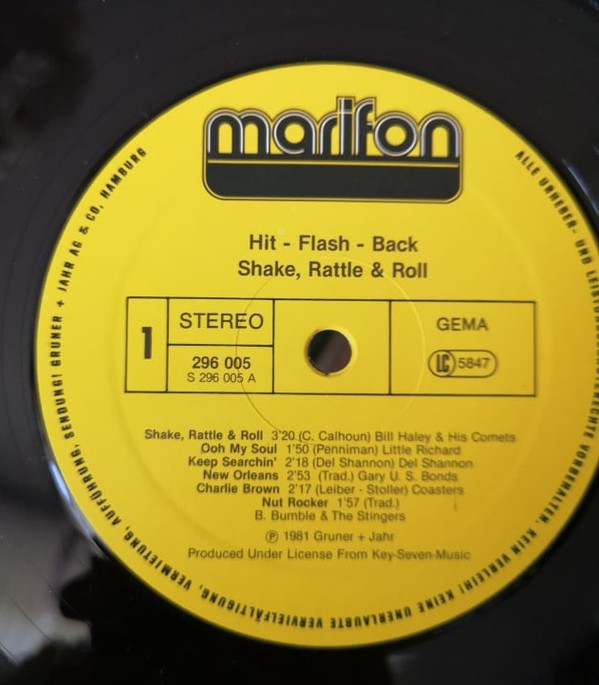 marifon
Hit - Flash - Back
Shake, Rattle & Roll
1
STEREO
296 005
S 296 005 A
GEMA
LC 5847
Shake, Rattle & Roll 3'20 (C. Calhoun) Bill Haley & His Comets
Ooh My Soul 1'50 (Penniman) Little Richard
Keep Searchin' 2'18 (Del Shannon) Del Shannon
New Orleans 2'53 (Trad.) Gary U. S. Bonds
Charlie Brown 2'17 (Leiber - Stoller) Coasters
Nut Rocker 1'57 (Trad.)
B. Bumble & The Stingers
℗ 1981 Gruner + Jahr
Produced Under License From Key-Seven-Music
ALLE URHEBER- UND VORBEHALTEN. KEIN VERLEIH! KEINE UNERLAUBTE VERVIELFÄLTIGUNG, VERMIETUNG, AUFFÜHRUNG, SENDUNG! GRUNER + JAHR AG & CO, HAMBURG